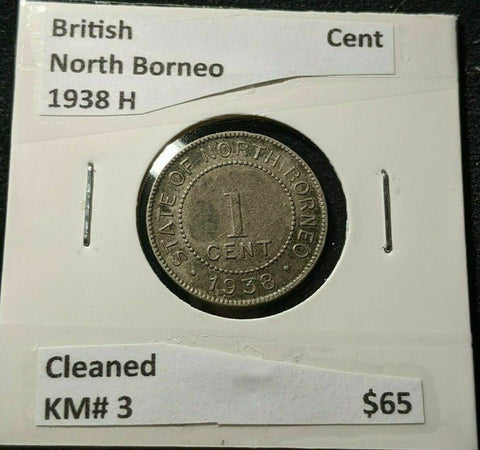 British Cent
North Borneo
1938 H
STATE OF NORTH BORNEO
1
CENT
· 1938 ·
Cleaned
KM# 3 $65